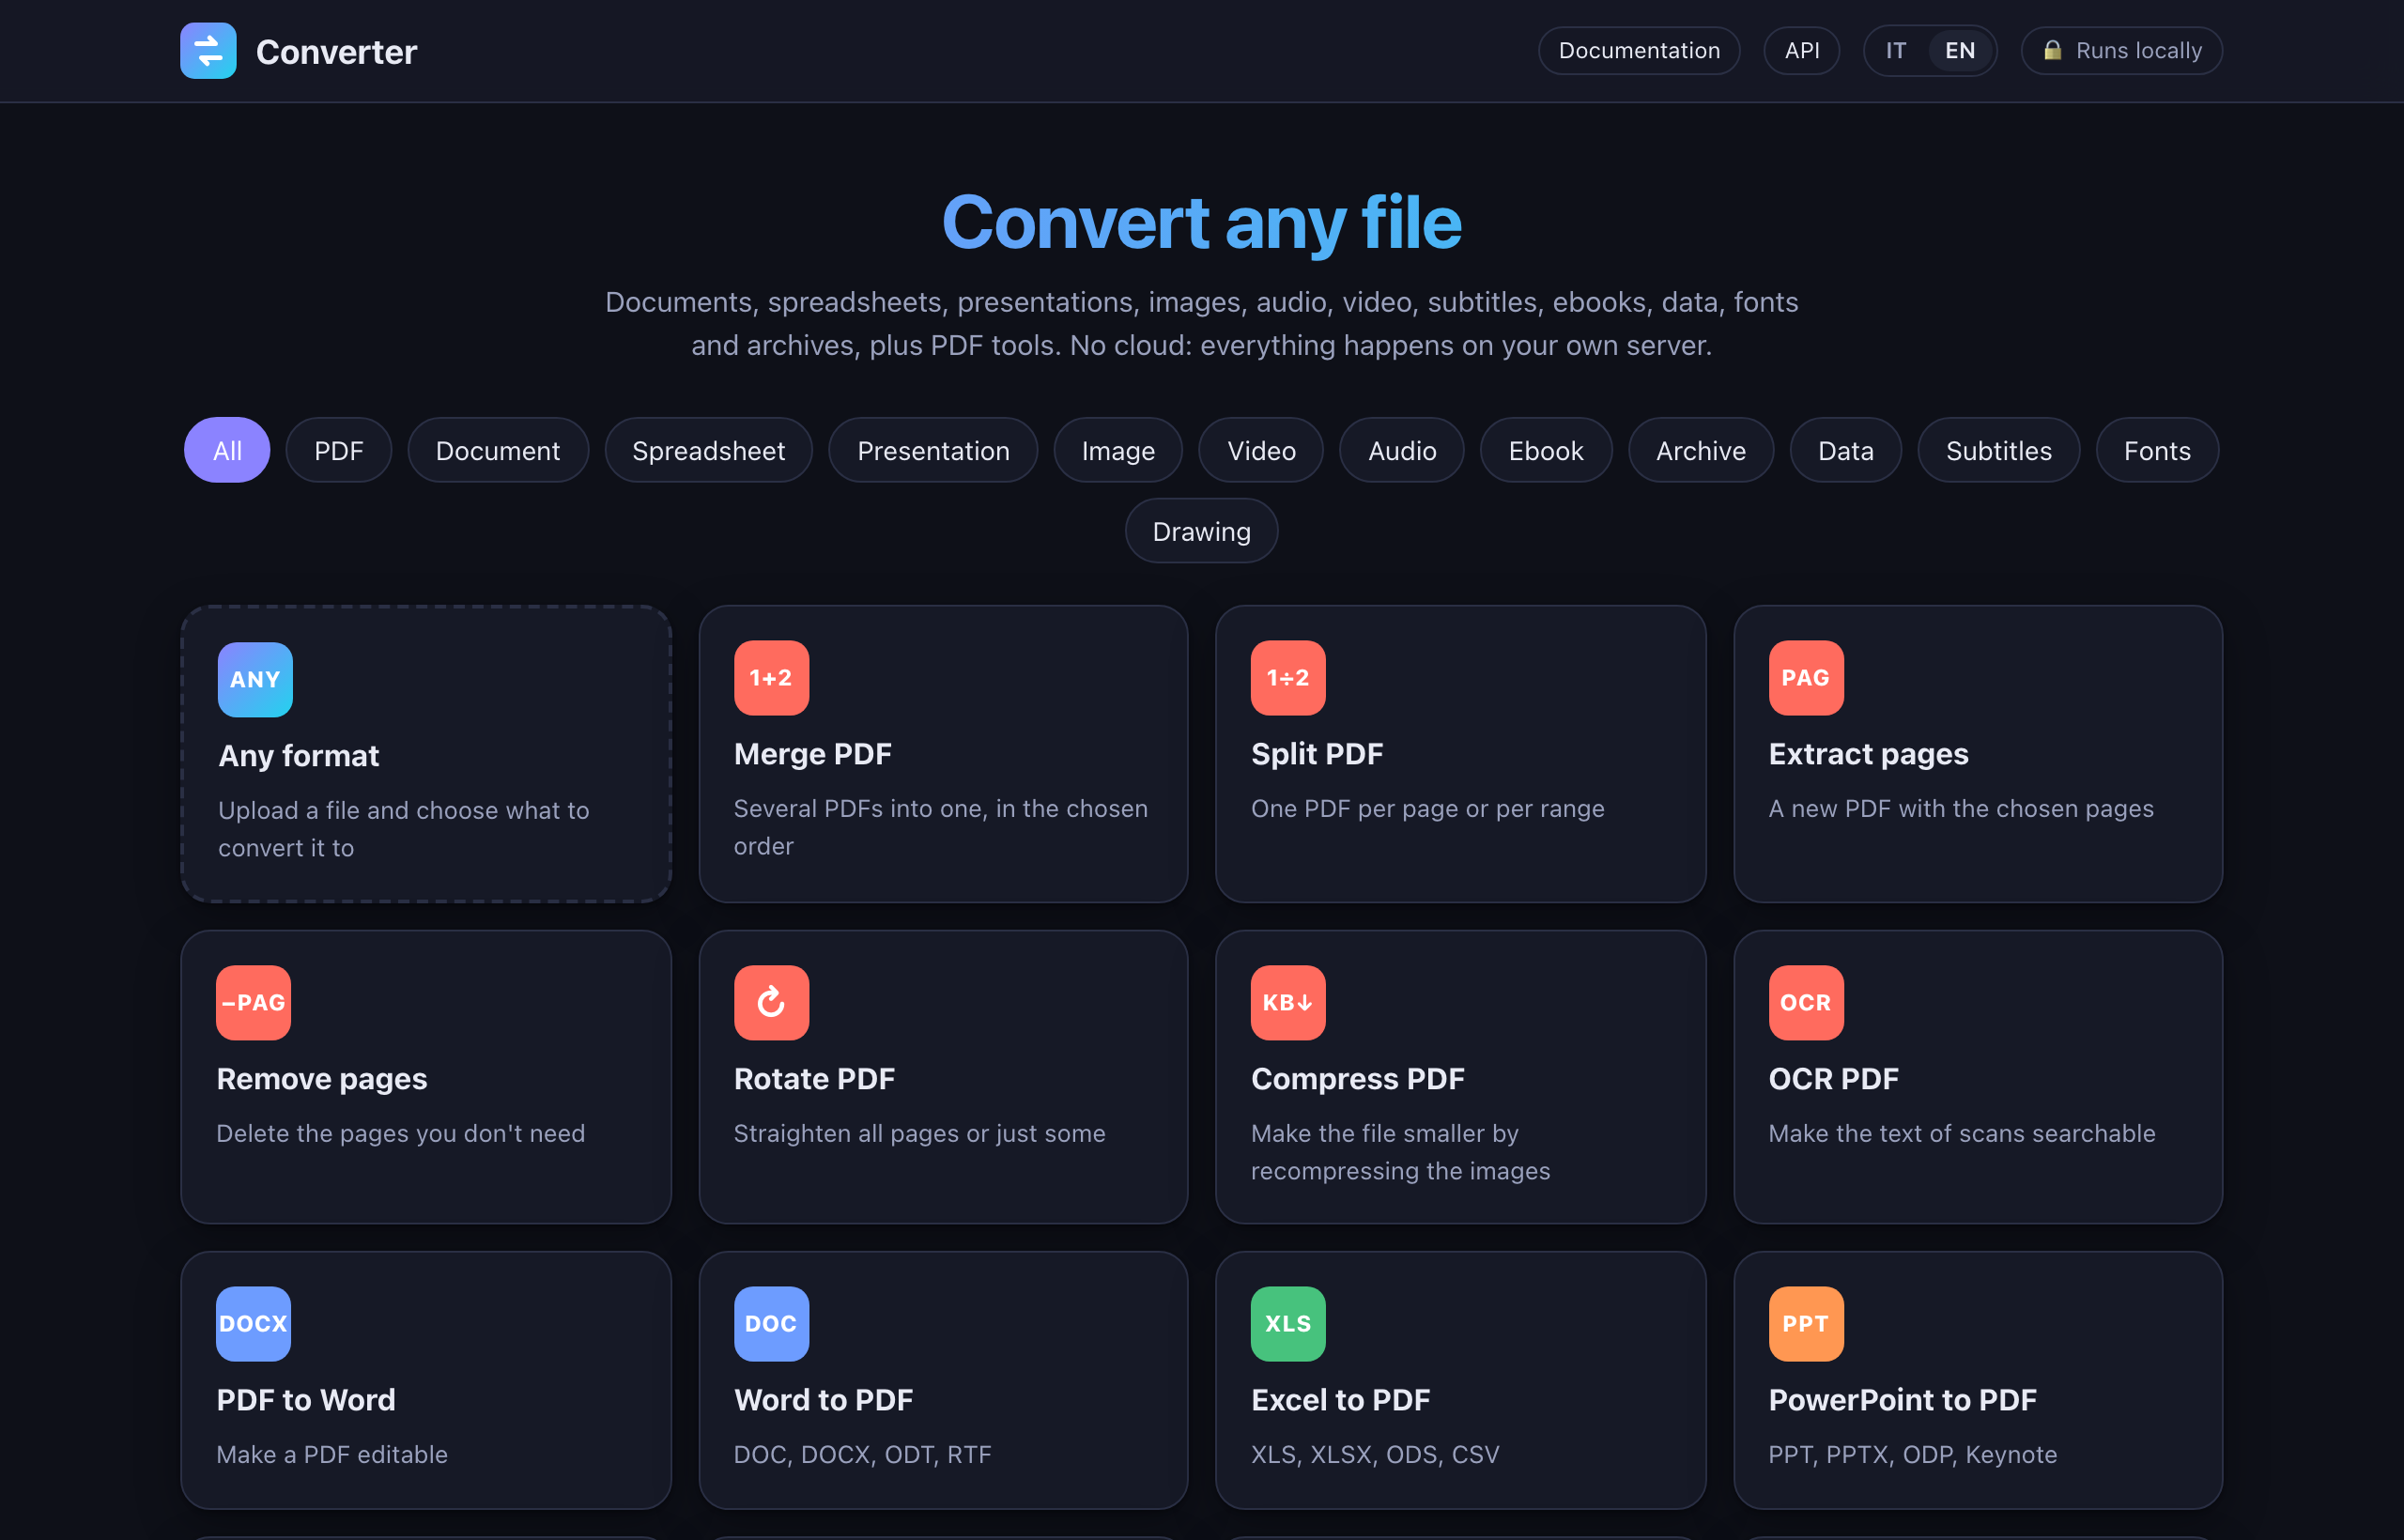 Converter
Documentation
API
IT
EN
Runs locally
Convert any file
Documents, spreadsheets, presentations, images, audio, video, subtitles, ebooks, data, fonts
and archives, plus PDF tools. No cloud: everything happens on your own server.
All
PDF
Document
Spreadsheet
Presentation
Image
Video
Audio
Ebook
Archive
Data
Subtitles
Fonts
Drawing
ANY
Any format
Upload a file and choose what to
convert it to
1+2
Merge PDF
Several PDFs into one, in the chosen
order
1÷2
Split PDF
One PDF per page or per range
PAG
Extract pages
A new PDF with the chosen pages
−PAG
Remove pages
Delete the pages you don't need
Rotate PDF
Straighten all pages or just some
KB↓
Compress PDF
Make the file smaller by
recompressing the images
OCR
OCR PDF
Make the text of scans searchable
DOCX
PDF to Word
Make a PDF editable
DOC
Word to PDF
DOC, DOCX, ODT, RTF
XLS
Excel to PDF
XLS, XLSX, ODS, CSV
PPT
PowerPoint to PDF
PPT, PPTX, ODP, Keynote